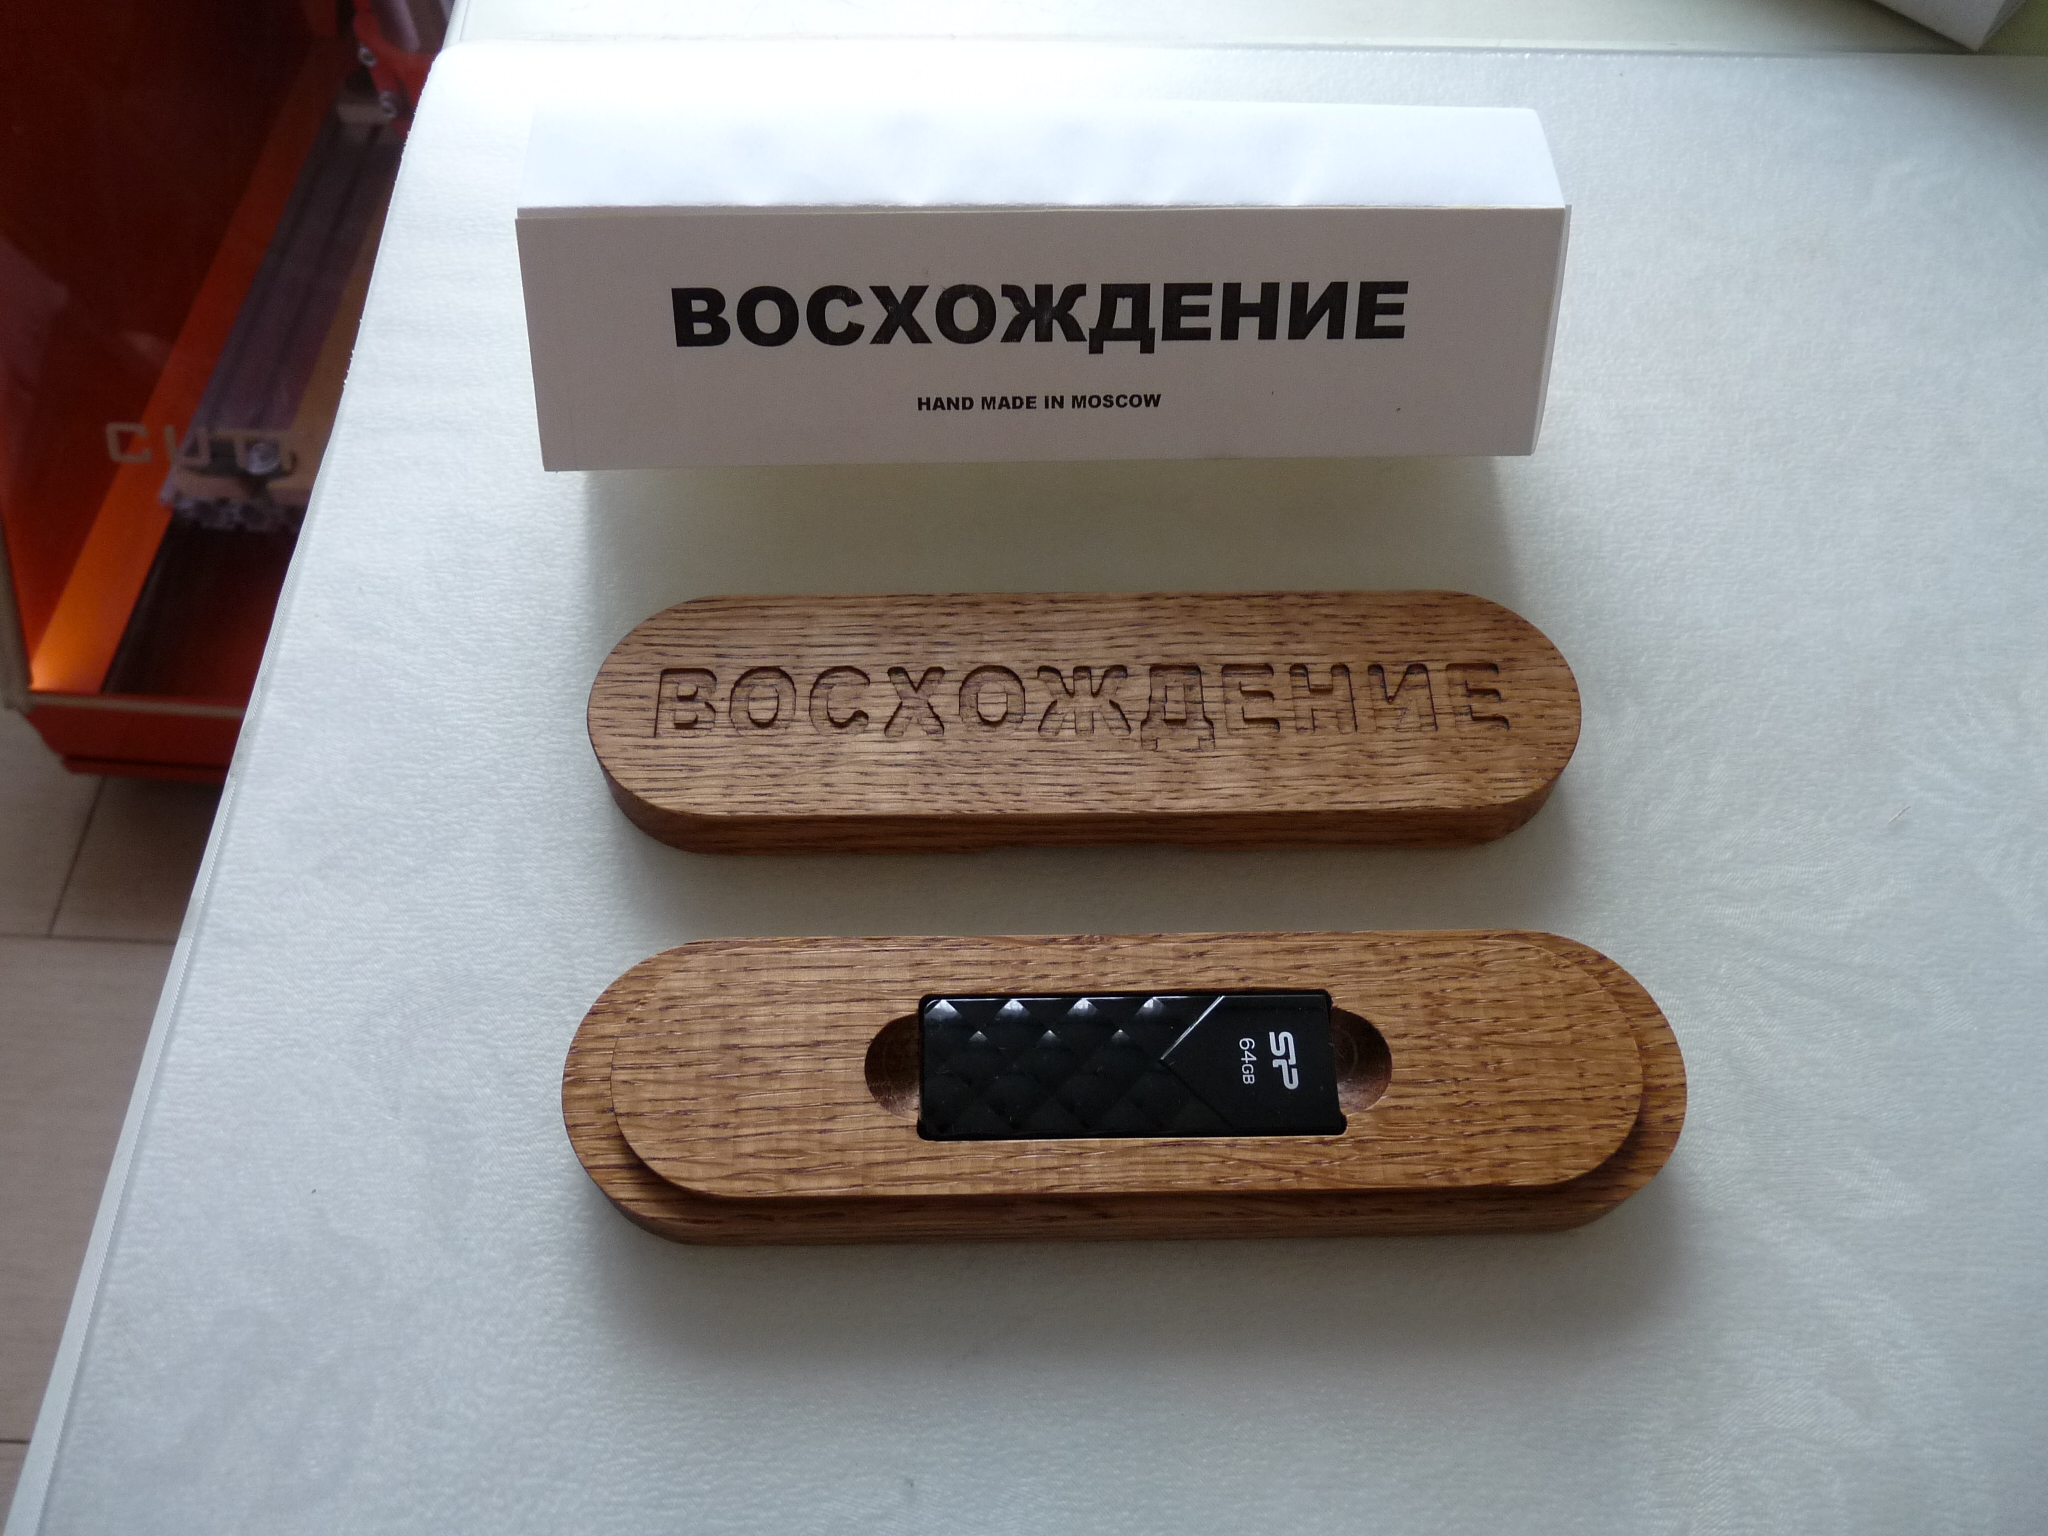 ВОСХОЖДЕНИЕ
HAND MADE IN MOSCOW
ВОСХОЖДЕНИЕ
SP
64GB